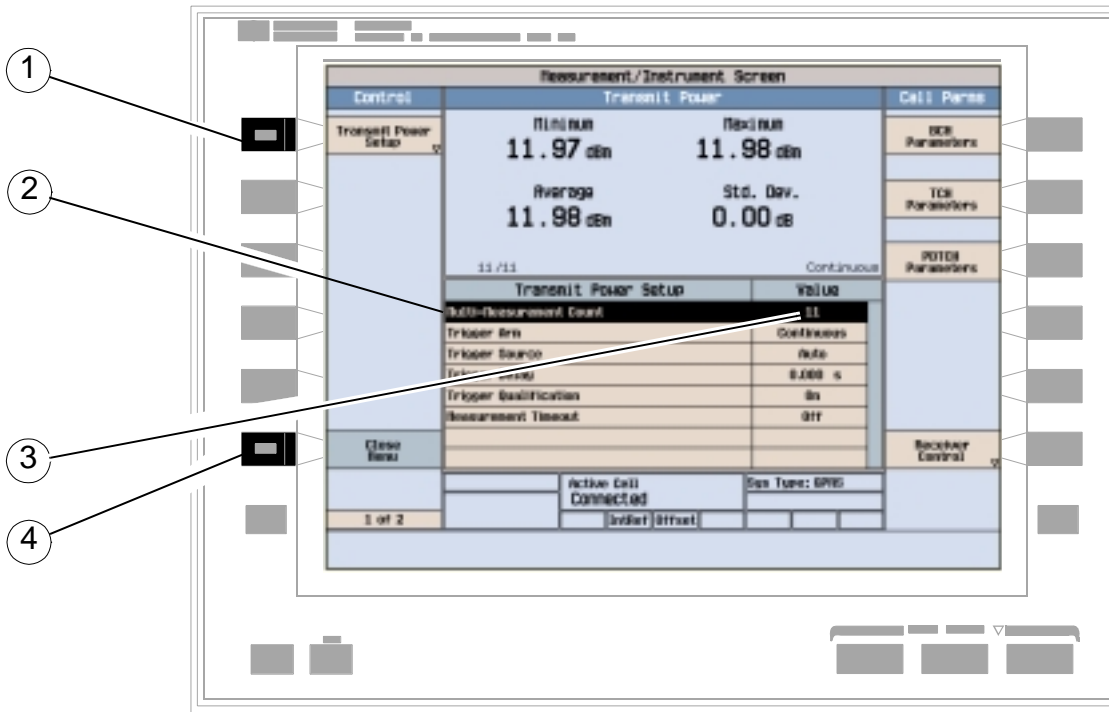 1
2
3
4
Measurement/Instrument Screen
Control
Transmit Power
Call Parms
Transmit Power
Setup
Minimum
Maximum
11.97 dBm
11.98 dBm
Average
Std. Dev.
11.98 dBm
0.00 dB
11/11
Continuous
BCH
Parameters
TCH
Parameters
PDTCH
Parameters
Transmit Power Setup
Value
Multi-Measurement Count
11
Trigger Arm
Continuous
Trigger Source
Auto
Trigger Delay
0.000 s
Trigger Qualification
On
Measurement Timeout
Off
Close
Menu
Receiver
Control
Active Cell
Connected
Sys Type: GPRS
1 of 2
IntRef
Offset